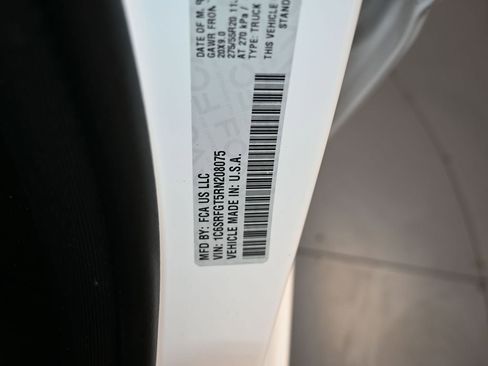 MFD BY: FCA US LLC
VIN: 1C6SRFGT5RN208075
VEHICLE MADE IN: U.S.A.
DATE OF M
GAWR FRON
20X9.0
275/55R20 11
AT 270 kPa /
TYPE: TRUCK
THIS VEHICLE
STAND